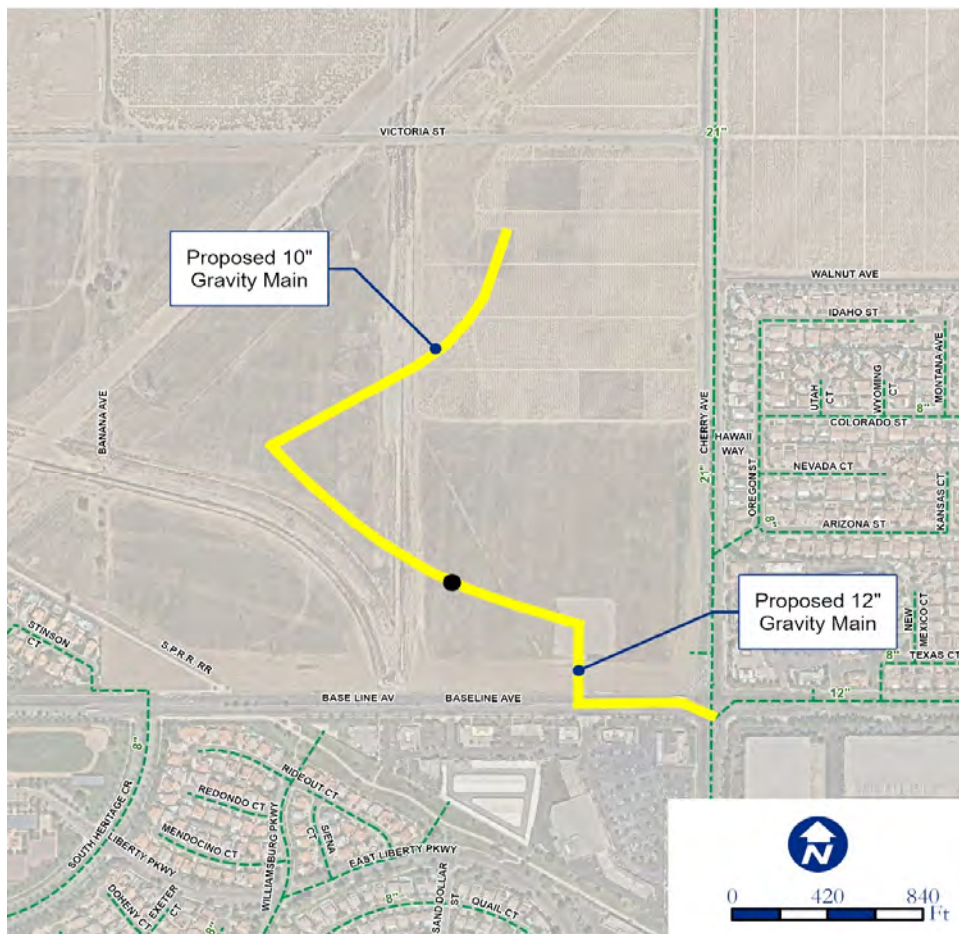 VICTORIA ST
21"
Proposed 10"
Gravity Main
WALNUT AVE
IDAHO ST
MONTANA AVE
UTAH
CT
WYOMING
CT
8"
COLORADO ST
BANANA AVE
CHERRY AVE
HAWAII
WAY
21"
NEVADA CT
OREGON ST
KANSAS CT
8"
ARIZONA ST
Proposed 12"
Gravity Main
NEW
MEXICO CT
8"
TEXAS CT
STINSON
CT
S.P.R.R. RR
BASE LINE AV
BASELINE AVE
12"
8"
RIDEOUT CT
REDONDO CT
SIENA
CT
MENDOCINO CT
SOUTH HERITAGE CR
LIBERTY PKWY
WILLIAMSBURG PKWY
EAST LIBERTY PKWY
DOHENY CT
EXETER
CT
8"
SAND DOLLAR
ST
8"
QUAIL CT
N
0 420 840
Ft